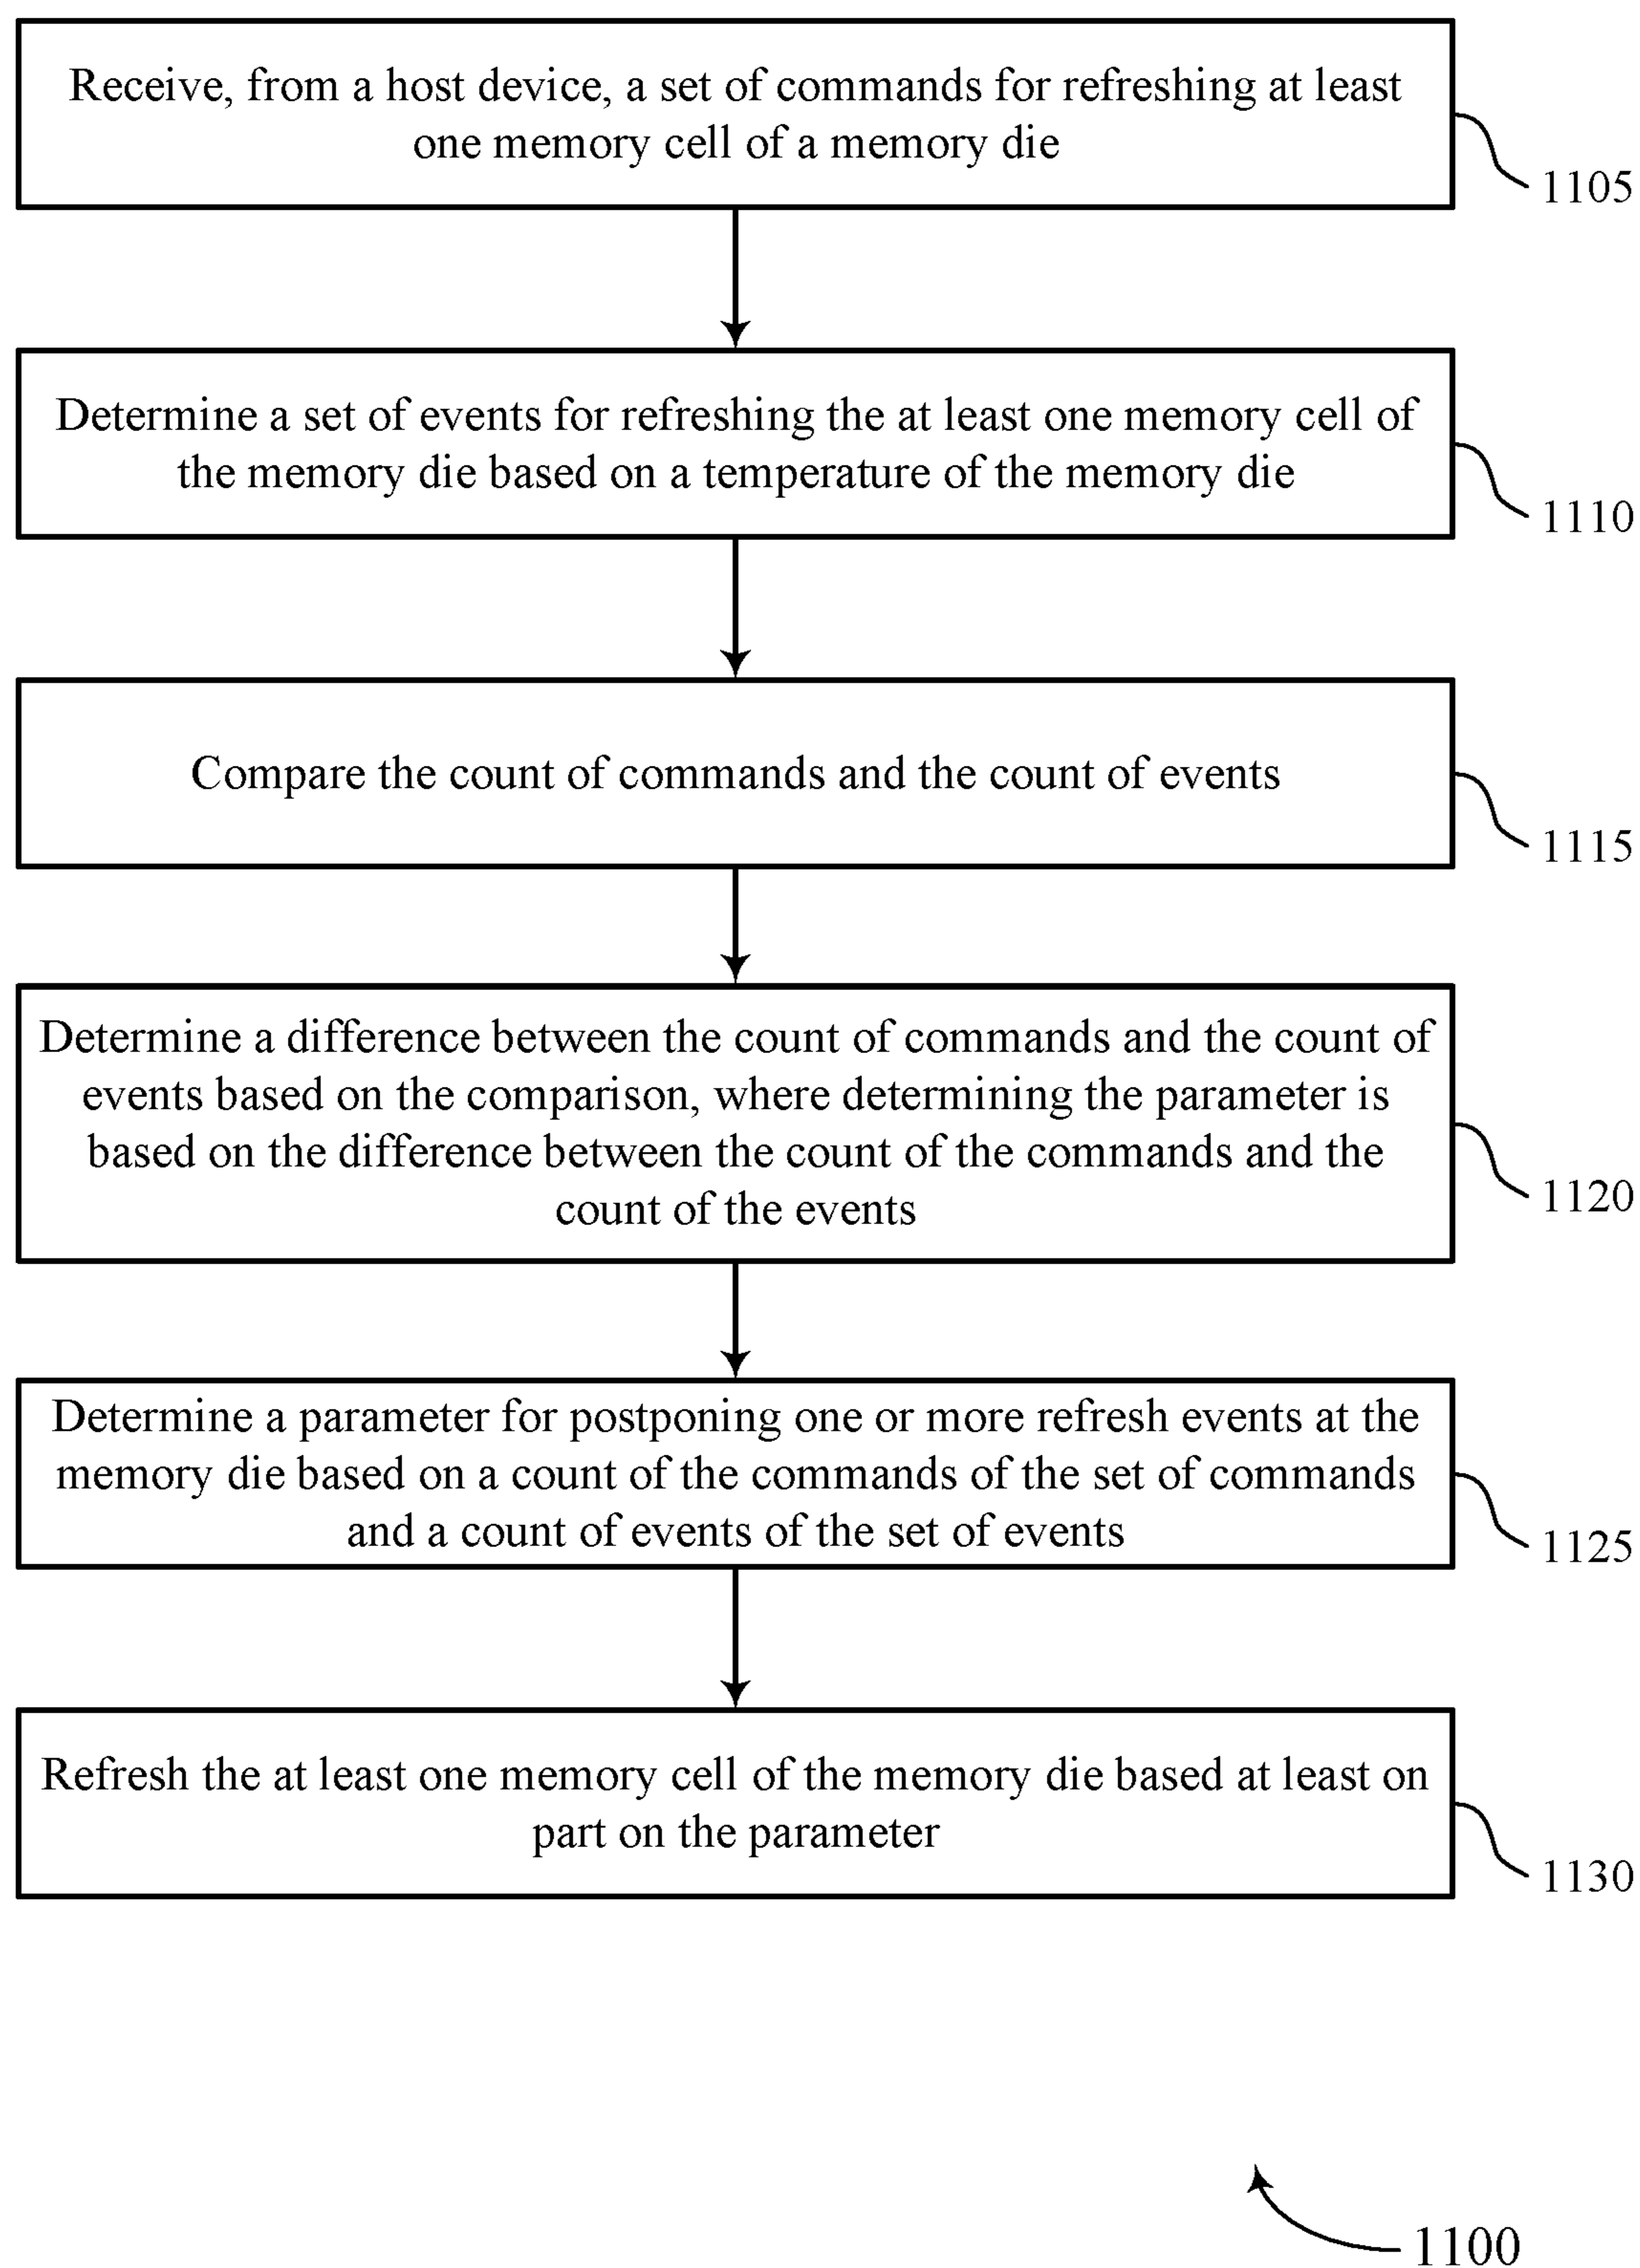 Receive, from a host device, a set of commands for refreshing at least
one memory cell of a memory die
1105
Determine a set of events for refreshing the at least one memory cell of
the memory die based on a temperature of the memory die
1110
Compare the count of commands and the count of events
1115
Determine a difference between the count of commands and the count of
events based on the comparison, where determining the parameter is
based on the difference between the count of the commands and the
count of the events
1120
Determine a parameter for postponing one or more refresh events at the
memory die based on a count of the commands of the set of commands
and a count of events of the set of events
1125
Refresh the at least one memory cell of the memory die based at least on
part on the parameter
1130
1100